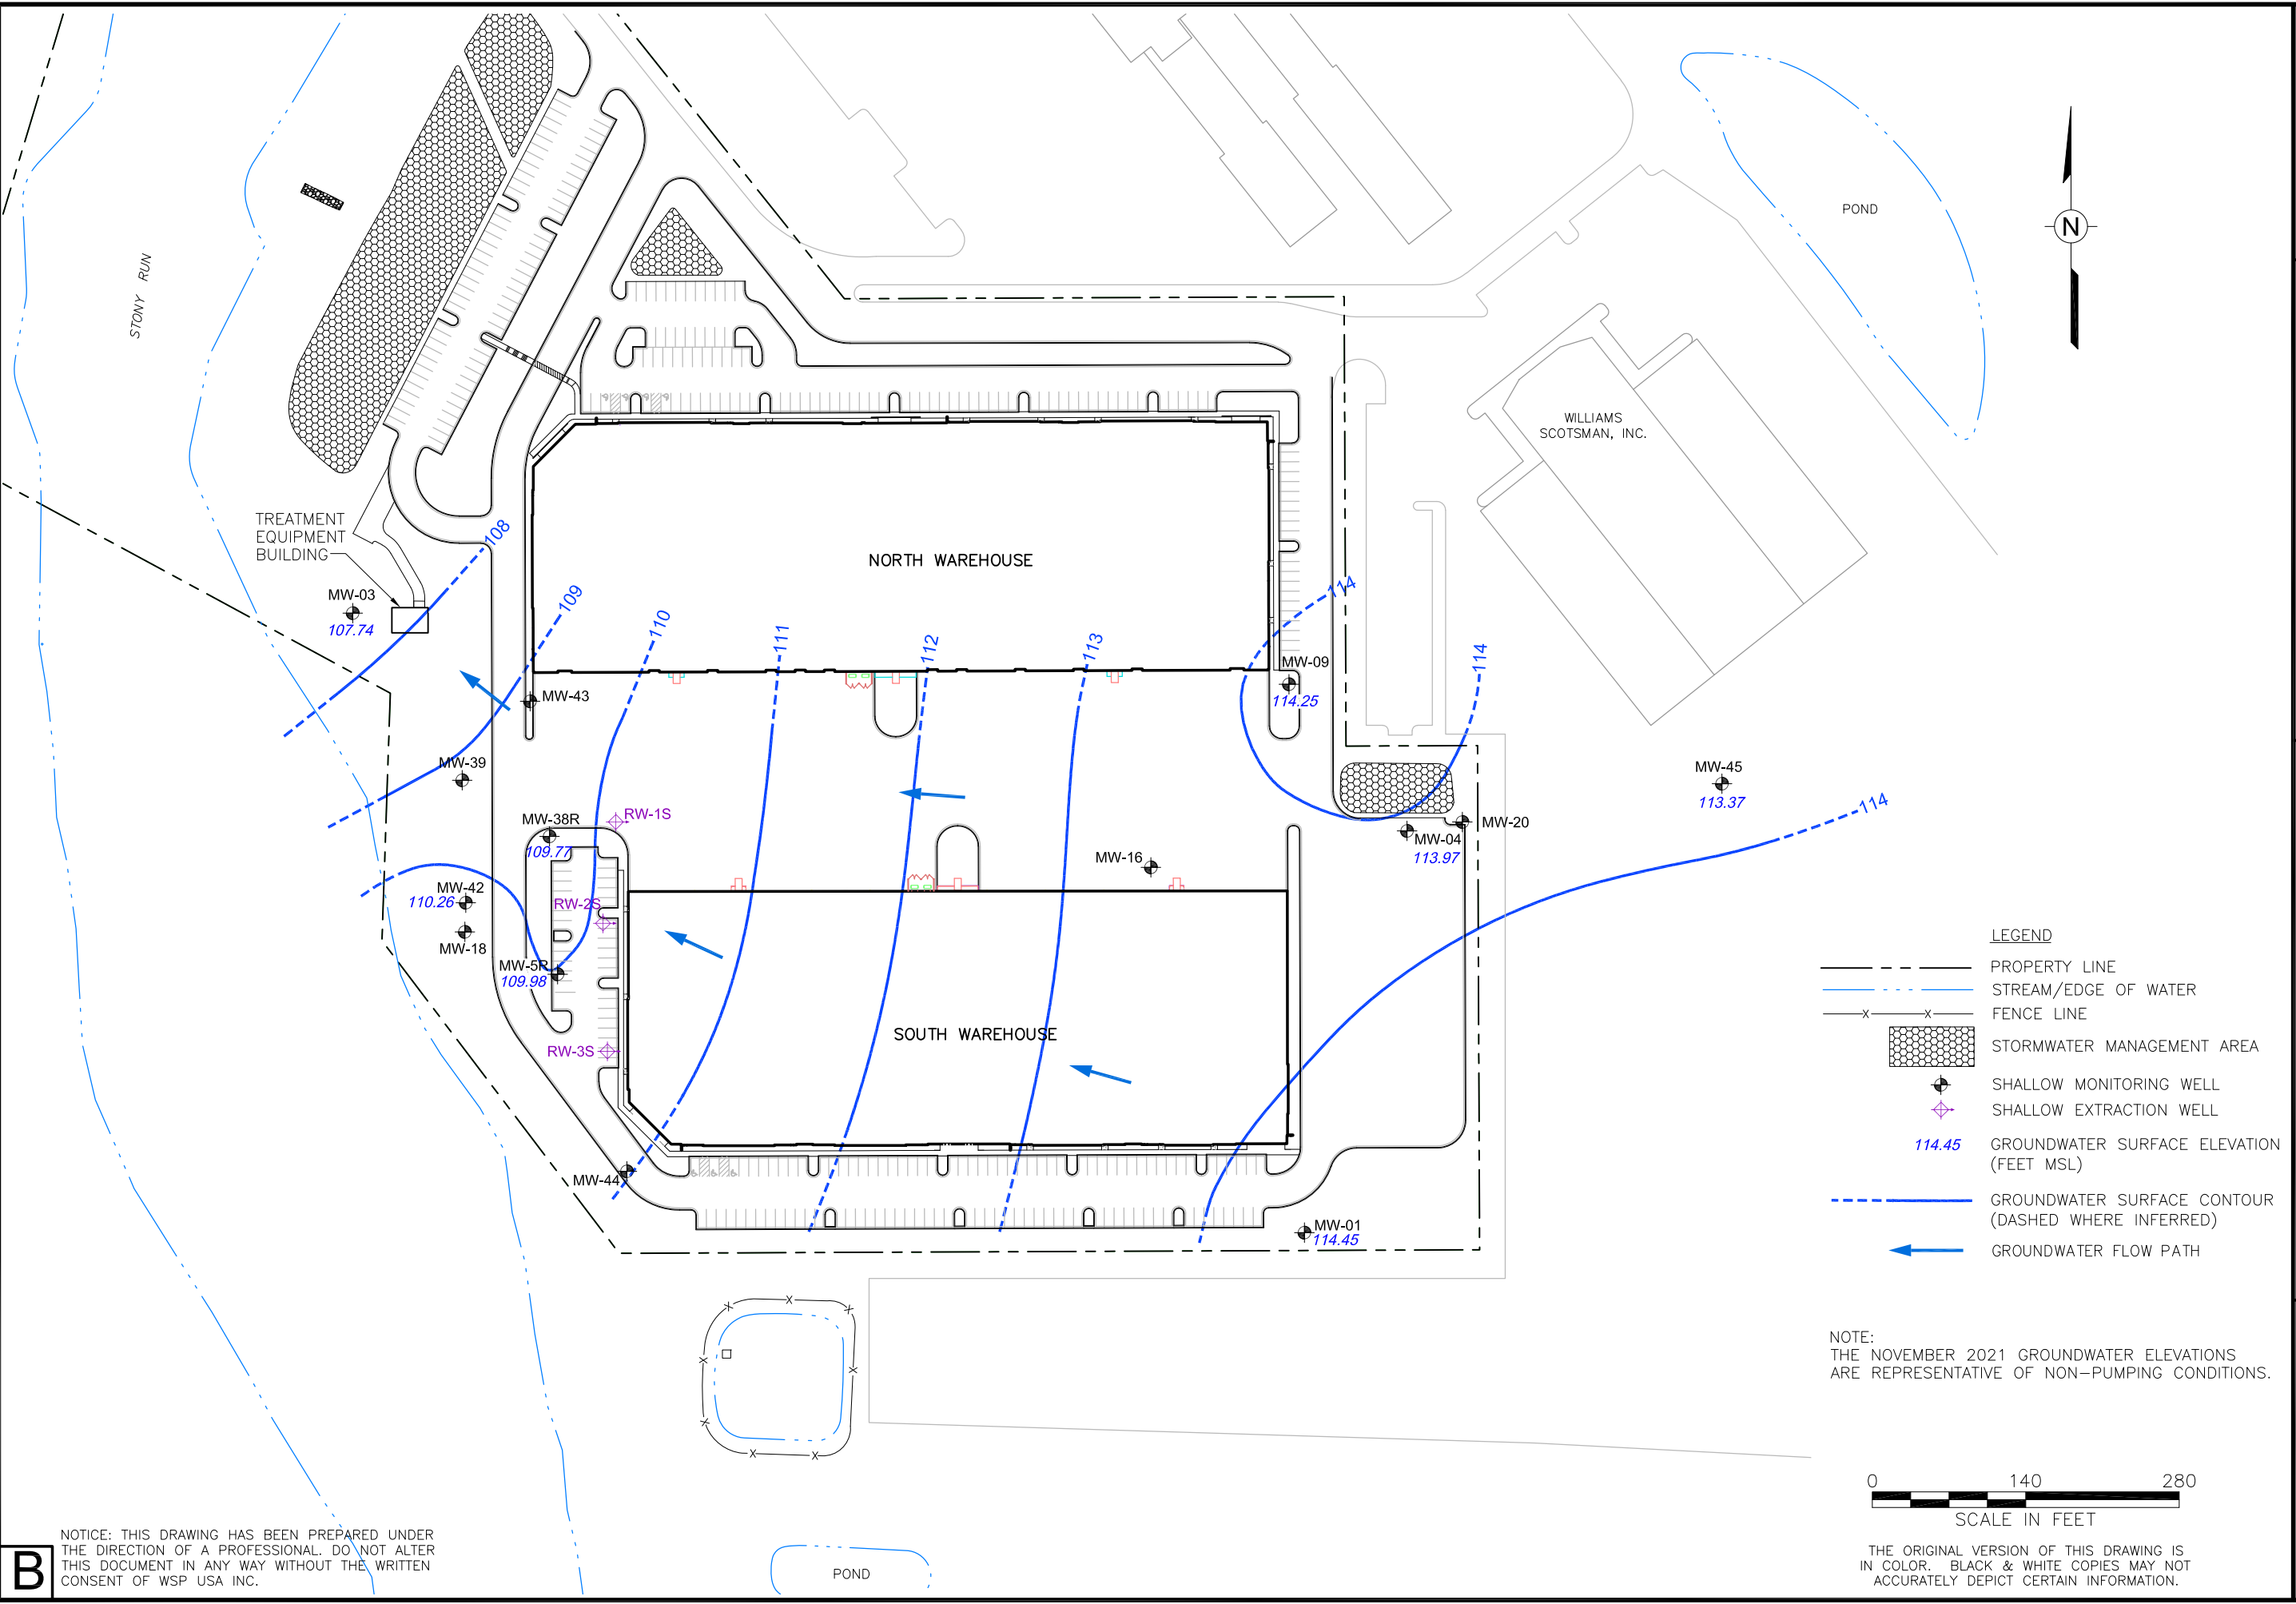 POND
N
STONY RUN
WILLIAMS
SCOTSMAN, INC.
TREATMENT
EQUIPMENT
BUILDING
108
109
110
111
112
113
114
114
114
NORTH WAREHOUSE
MW-03
107.74
MW-43
MW-09
114.25
MW-39
MW-45
113.37
MW-38R
109.77
RW-1S
MW-20
MW-04
113.97
MW-16
MW-42
110.26
MW-18
RW-2S
MW-5R
109.98
RW-3S
SOUTH WAREHOUSE
MW-44
MW-01
114.45
LEGEND
PROPERTY LINE
STREAM/EDGE OF WATER
X X
FENCE LINE
STORMWATER MANAGEMENT AREA
SHALLOW MONITORING WELL
SHALLOW EXTRACTION WELL
114.45
GROUNDWATER SURFACE ELEVATION
(FEET MSL)
GROUNDWATER SURFACE CONTOUR
(DASHED WHERE INFERRED)
GROUNDWATER FLOW PATH
NOTE:
THE NOVEMBER 2021 GROUNDWATER ELEVATIONS
ARE REPRESENTATIVE OF NON-PUMPING CONDITIONS.
0 140 280
SCALE IN FEET
THE ORIGINAL VERSION OF THIS DRAWING IS
IN COLOR. BLACK & WHITE COPIES MAY NOT
ACCURATELY DEPICT CERTAIN INFORMATION.
POND
B
NOTICE: THIS DRAWING HAS BEEN PREPARED UNDER
THE DIRECTION OF A PROFESSIONAL. DO NOT ALTER
THIS DOCUMENT IN ANY WAY WITHOUT THE WRITTEN
CONSENT OF WSP USA INC.